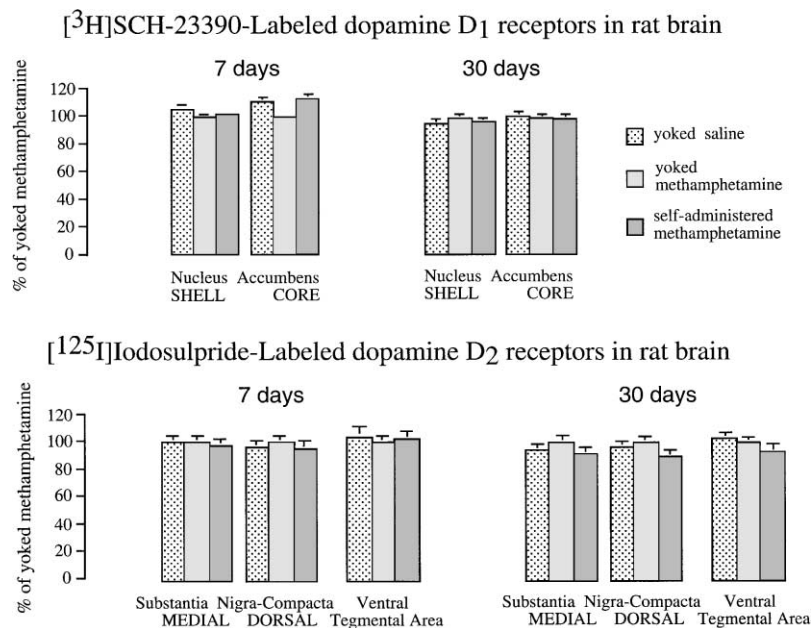 [³H]SCH-23390-Labeled dopamine D₁ receptors in rat brain
7 days
30 days
% of yoked methamphetamine
120
100
80
60
40
20
0
Nucleus Accumbens
SHELL CORE
Nucleus Accumbens
SHELL CORE
yoked saline
yoked
methamphetamine
self-administered
methamphetamine
[¹²⁵I]Iodosulpride-Labeled dopamine D₂ receptors in rat brain
7 days
30 days
% of yoked methamphetamine
120
100
80
60
40
20
0
Substantia Nigra-Compacta Ventral
MEDIAL DORSAL Tegmental Area
Substantia Nigra-Compacta Ventral
MEDIAL DORSAL Tegmental Area